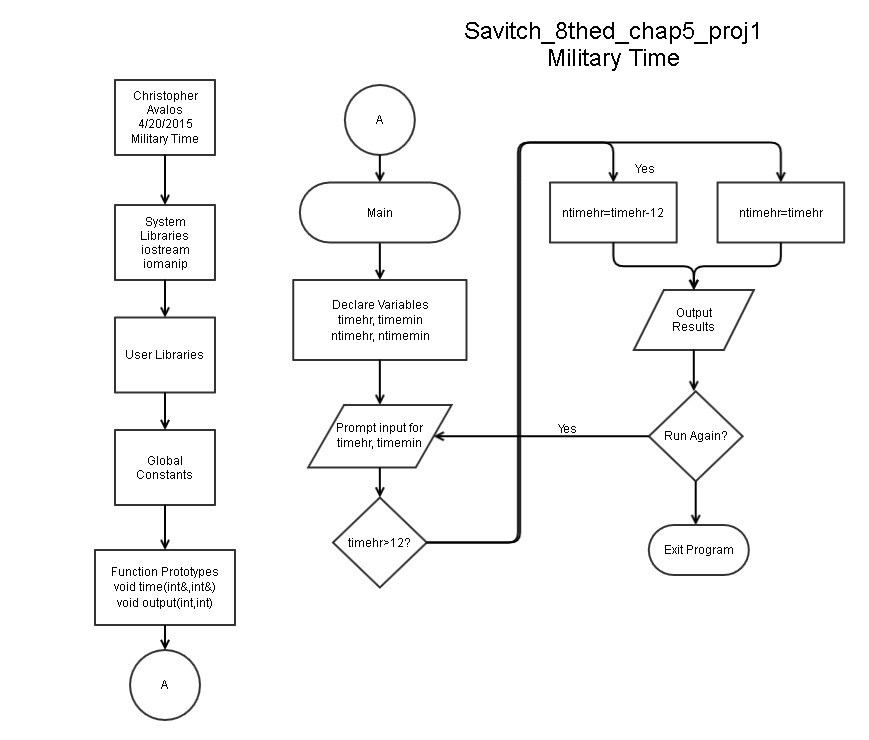 Savitch_8thed_chap5_proj1
Military Time
Christopher
Avalos
4/20/2015
Military Time
System
Libraries
iostream
iomanip
User Libraries
Global
Constants
Function Prototypes
void time(int&,int&)
void output(int,int)
A
A
Main
Declare Variables
timehr, timemin
ntimehr, ntimemin
Prompt input for
timehr, timemin
timehr>12?
Yes
ntimehr=timehr-12
ntimehr=timehr
Output
Results
Run Again?
Yes
Exit Program